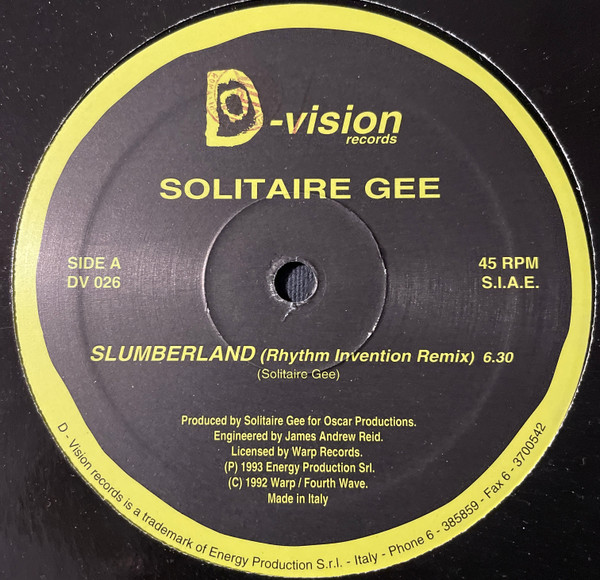 D-vision
records
SOLITAIRE GEE
SIDE A
DV 026
45 RPM
S.I.A.E.
SLUMBERLAND (Rhythm Invention Remix) 6.30
(Solitaire Gee)
Produced by Solitaire Gee for Oscar Productions.
Engineered by James Andrew Reid.
Licensed by Warp Records.
(P) 1993 Energy Production Srl.
(C) 1992 Warp / Fourth Wave.
Made in Italy
D - Vision records is a trademark of Energy Production S.r.l. - Italy - Phone 6 - 385859 - Fax 6 - 3700542